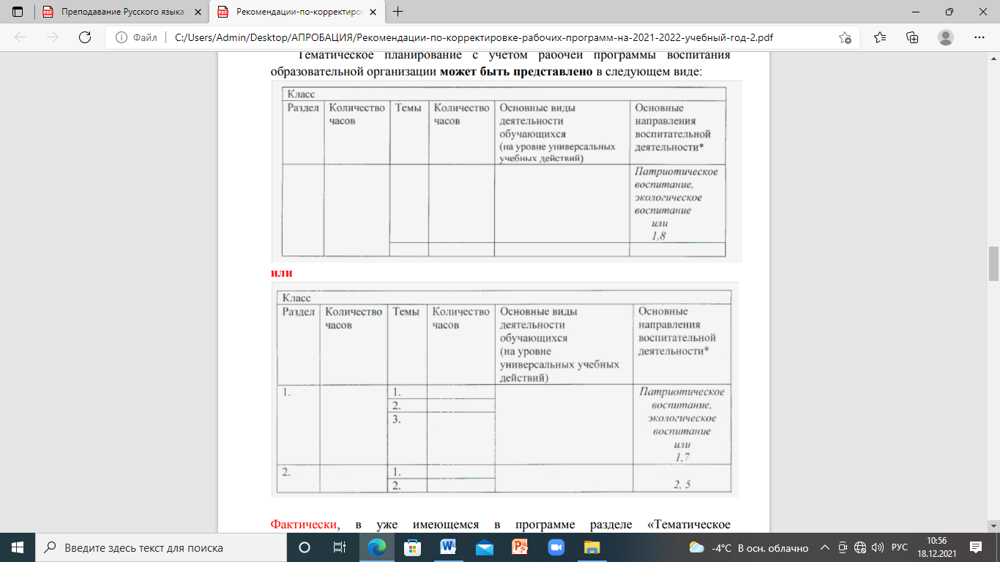 Преподавание Русского языка
Рекомендации-по-корректиро
Файл
C:/Users/Admin/Desktop/АПРОБАЦИЯ/Рекомендации-по-корректировке-рабочих-программ-на-2021-2022-учебный-год-2.pdf
Тематическое планирование с учетом рабочей программы воспитания
образовательной организации может быть представлено в следующем виде:
Класс
Раздел
Количество
часов
Темы
Количество
часов
Основные виды
деятельности
обучающихся
(на уровне универсальных
учебных действий)
Основные
направления
воспитательной
деятельности*
Патриотическое
воспитание,
экологическое
воспитание
или
1,8
или
Класс
Раздел
Количество
часов
Темы
Количество
часов
Основные виды
деятельности
обучающихся
(на уровне
универсальных учебных
действий)
Основные
направления
воспитательной
деятельности*
1.
1.
2.
3.
Патриотическое
воспитание,
экологическое
воспитание
или
1,7
2.
1.
2.
2, 5
Фактически, в уже имеющемся в программе разделе «Тематическое
Введите здесь текст для поиска
-4°C В осн. облачно
РУС
10:56
18.12.2021